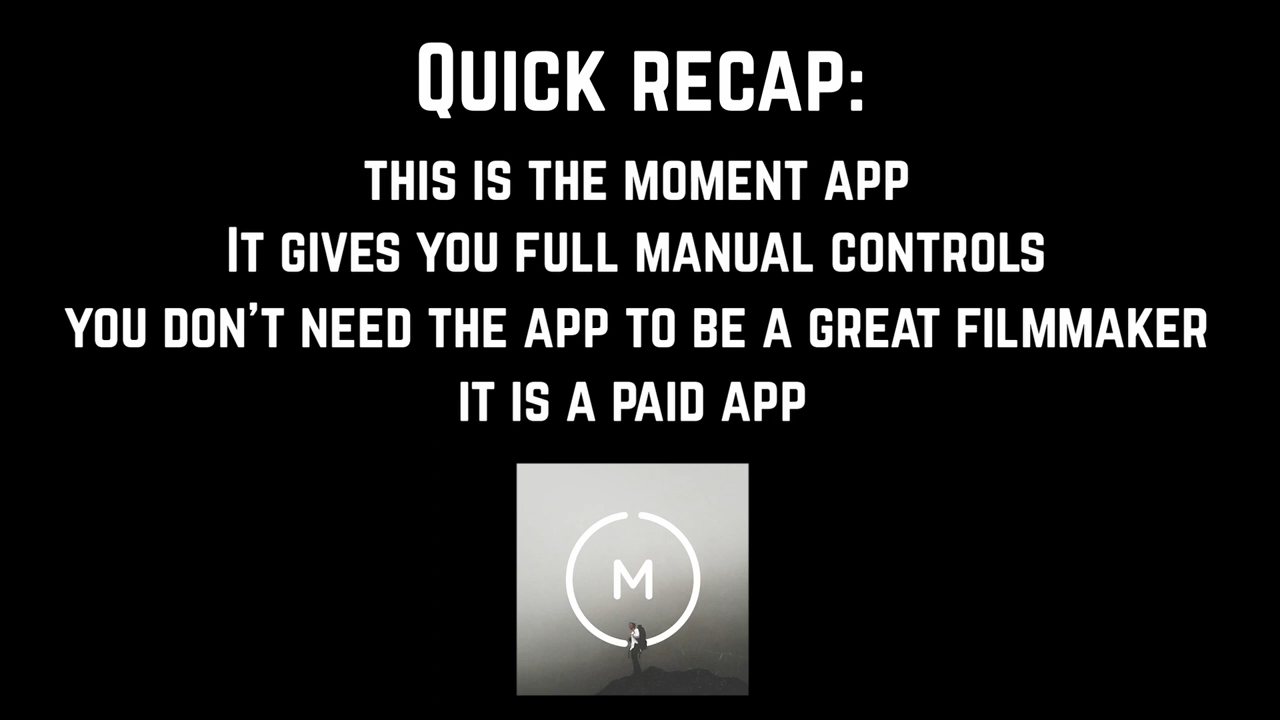 Quick recap:
this is the moment app
It gives you full manual controls
you don't need the app to be a great filmmaker
it is a paid app
M